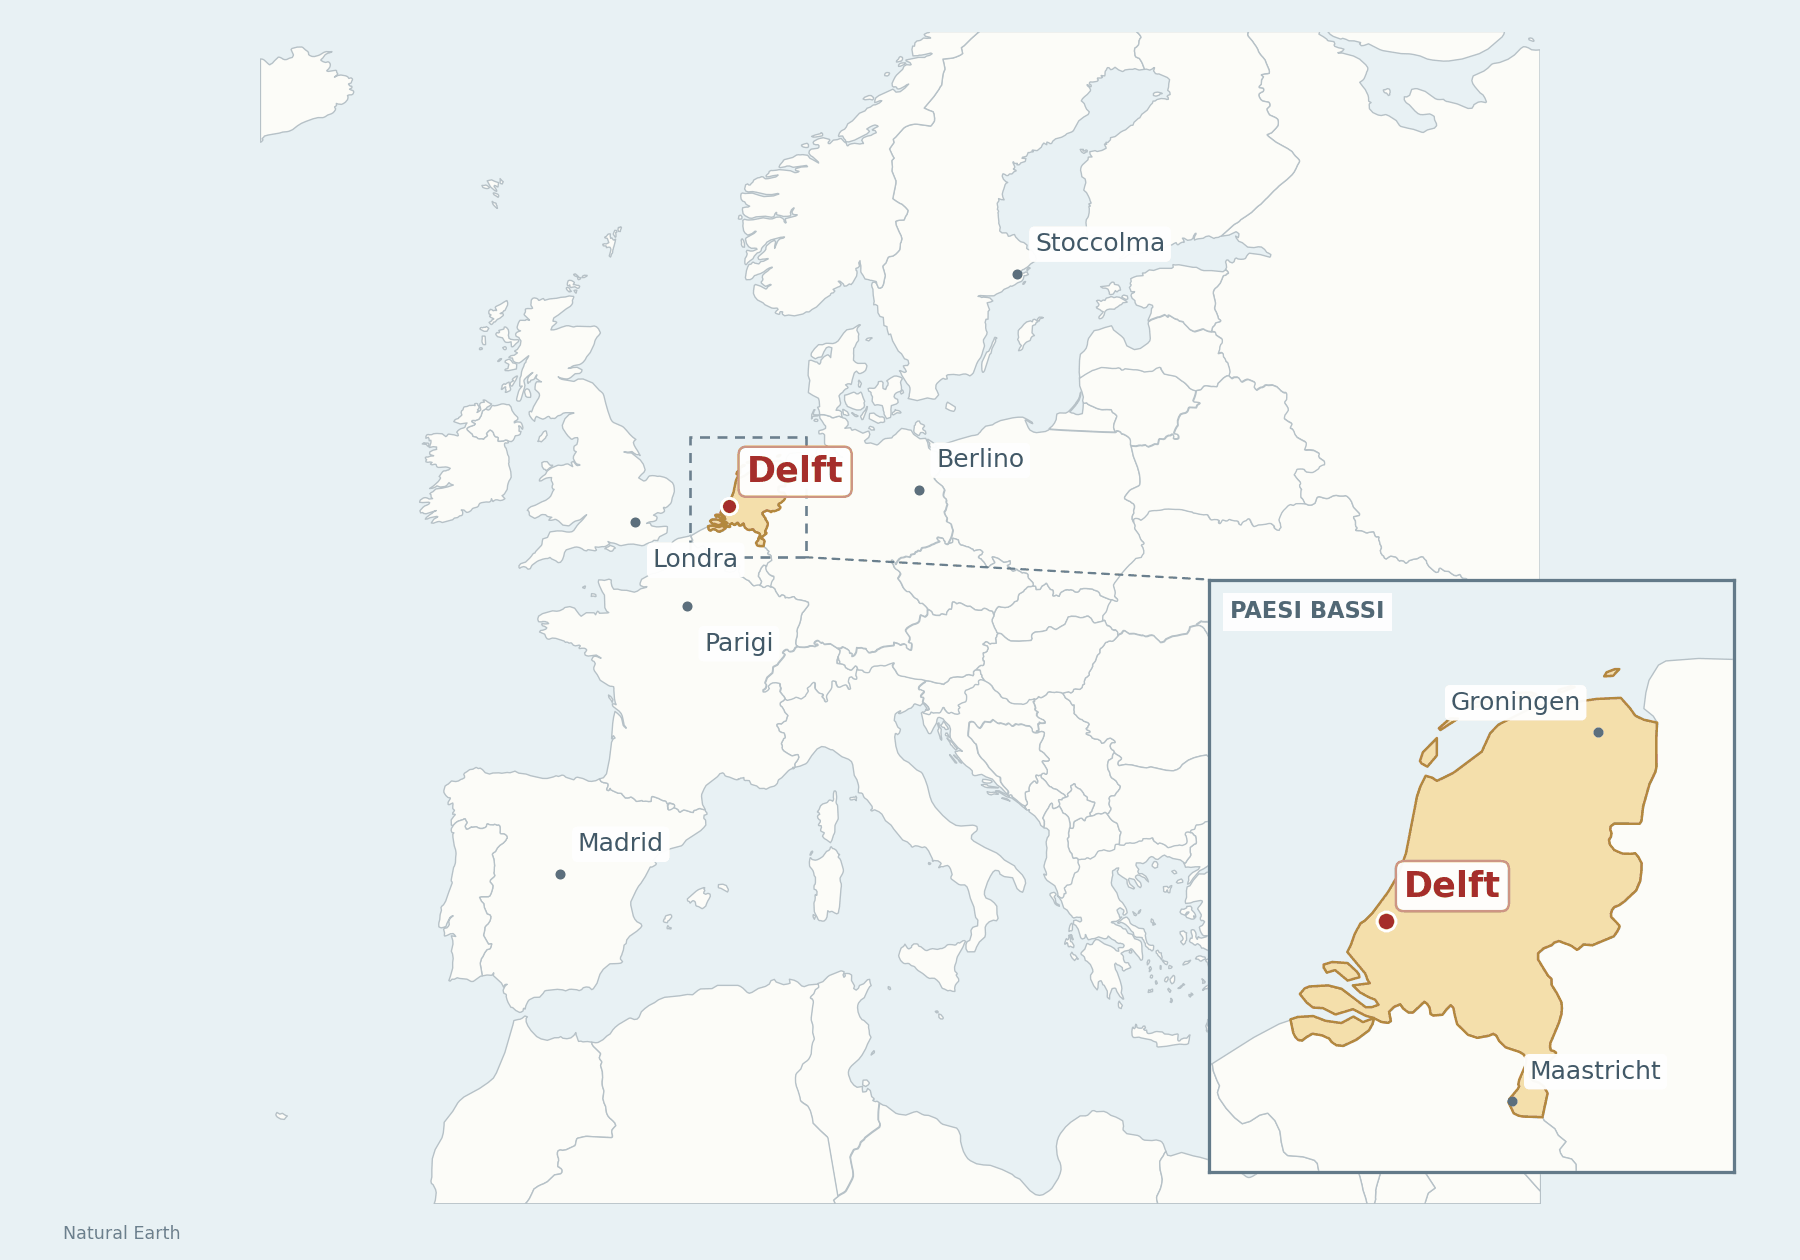 Stoccolma
Berlino
Delft
Londra
Parigi
Madrid
PAESI BASSI
Groningen
Delft
Maastricht
Natural Earth